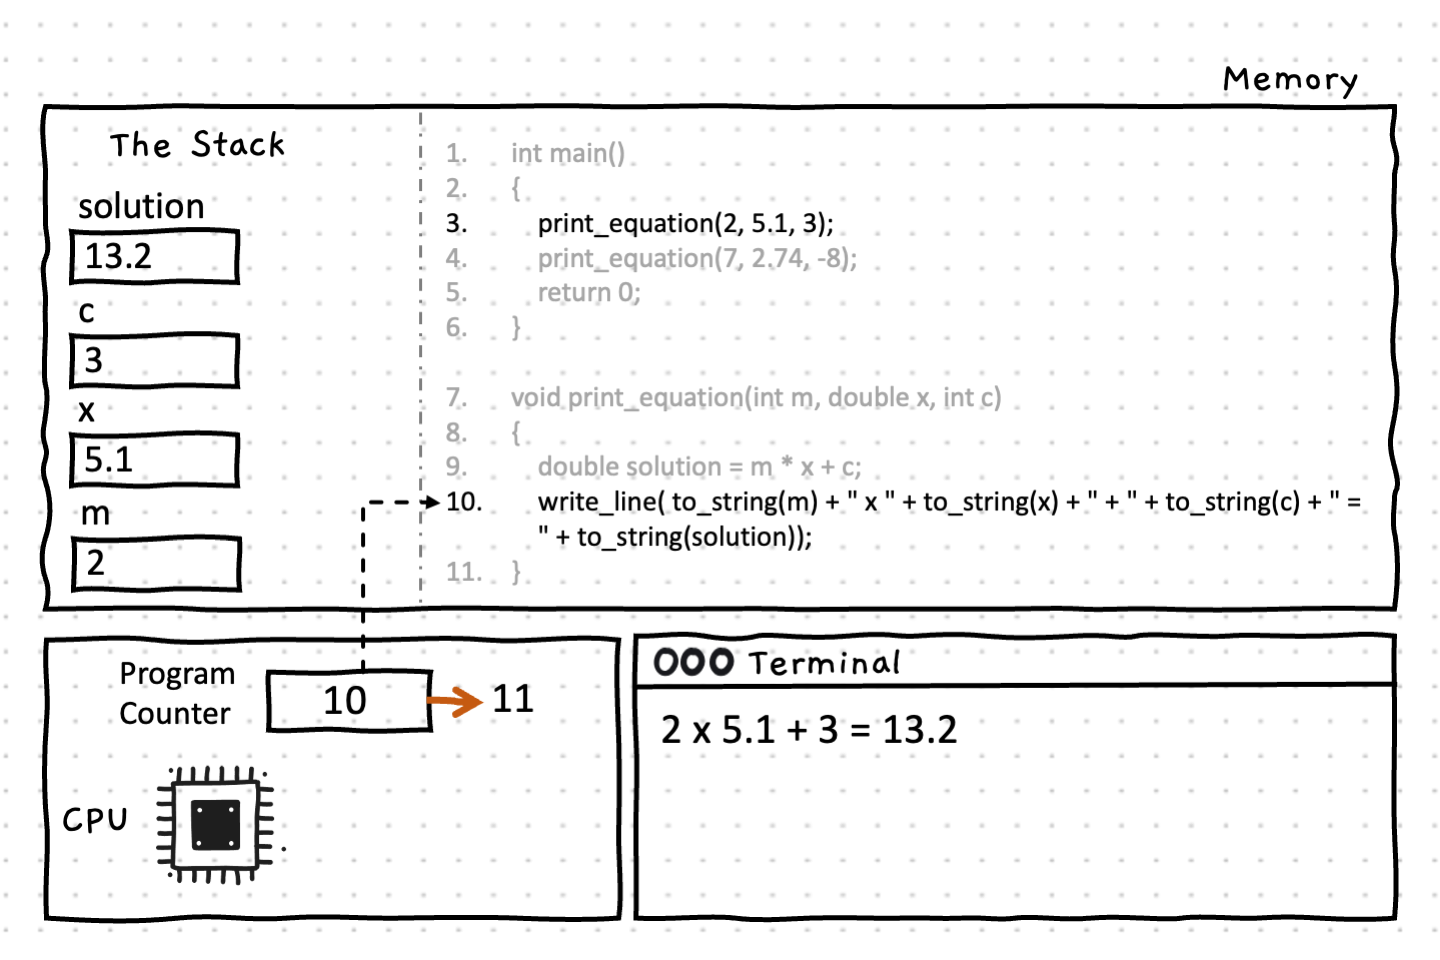 Memory
The Stack
solution
13.2
c
3
x
5.1
m
2
1. int main()
2. {
3. print_equation(2, 5.1, 3);
4. print_equation(7, 2.74, -8);
5. return 0;
6. }
7. void print_equation(int m, double x, int c)
8. {
9. double solution = m * x + c;
10. write_line( to_string(m) + " x " + to_string(x) + " + " + to_string(c) + " =
" + to_string(solution));
11. }
Program
Counter
10
11
CPU
Terminal
2 x 5.1 + 3 = 13.2